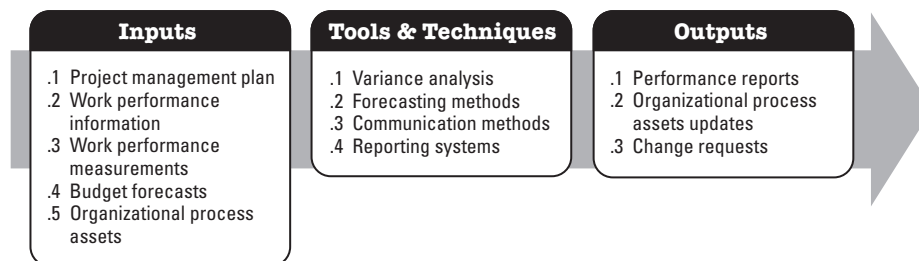 Inputs
.1 Project management plan
.2 Work performance
information
.3 Work performance
measurements
.4 Budget forecasts
.5 Organizational process
assets
Tools & Techniques
.1 Variance analysis
.2 Forecasting methods
.3 Communication methods
.4 Reporting systems
Outputs
.1 Performance reports
.2 Organizational process
assets updates
.3 Change requests